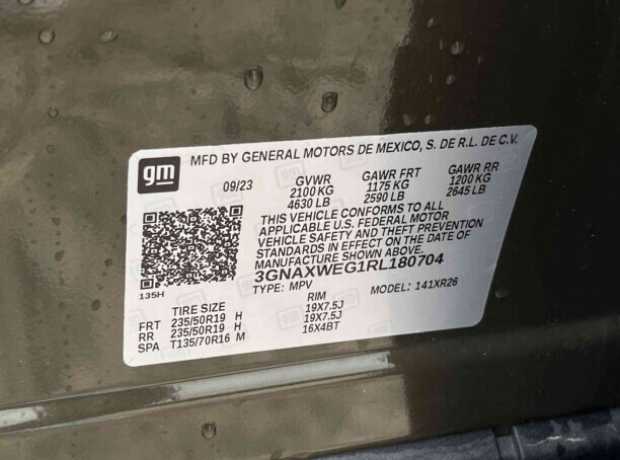 gm
MFD BY GENERAL MOTORS DE MEXICO, S. DE R.L. DE C.V.
09/23 GVWR GAWR FRT GAWR RR
2100 KG 1175 KG 1200 KG
4630 LB 2590 LB 2645 LB
THIS VEHICLE CONFORMS TO ALL
APPLICABLE U.S. FEDERAL MOTOR
VEHICLE SAFETY AND THEFT PREVENTION
STANDARDS IN EFFECT ON THE DATE OF
MANUFACTURE SHOWN ABOVE.
3GNAXWEG1RL180704
135H
TYPE: MPV MODEL: 141XR26
TIRE SIZE RIM
FRT 235/50R19 H 19X7.5J
RR 235/50R19 H 19X7.5J
SPA T135/70R16 M 16X4BT